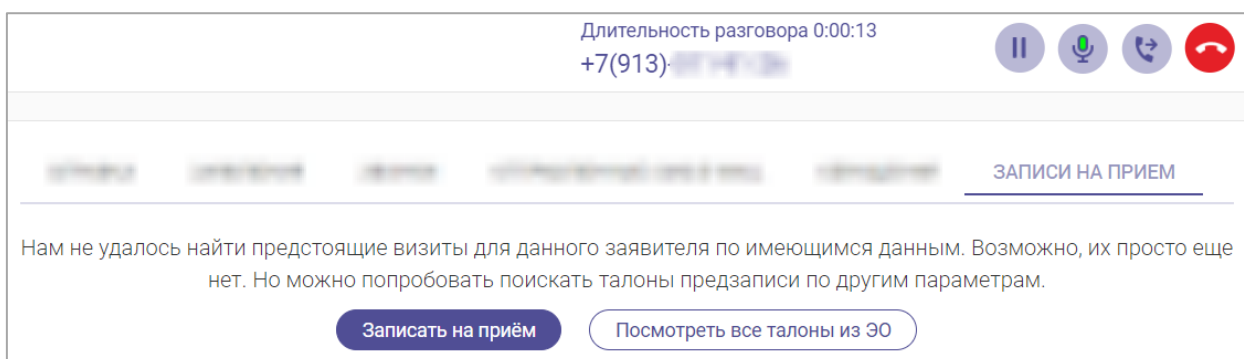 Длительность разговора 0:00:13
+7(913)-
ЗАПИСИ НА ПРИЕМ
Нам не удалось найти предстоящие визиты для данного заявителя по имеющимся данным. Возможно, их просто еще
нет. Но можно попробовать поискать талоны предзаписи по другим параметрам.
Записать на приём
Посмотреть все талоны из ЭО